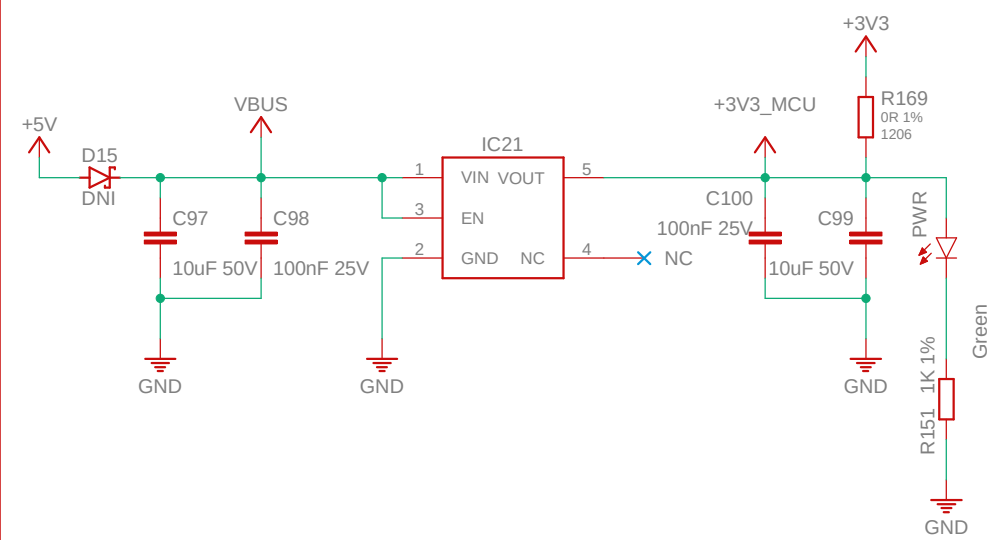 +3V3
R169
0R 1%
1206
+5V
VBUS
+3V3_MCU
D15
DNI
IC21
1
VIN
VOUT
5
3
EN
2
GND
NC
4
NC
C97
10uF 50V
C98
100nF 25V
C100
100nF 25V
C99
10uF 50V
PWR
Green
GND
GND
GND
R151
1K 1%
GND